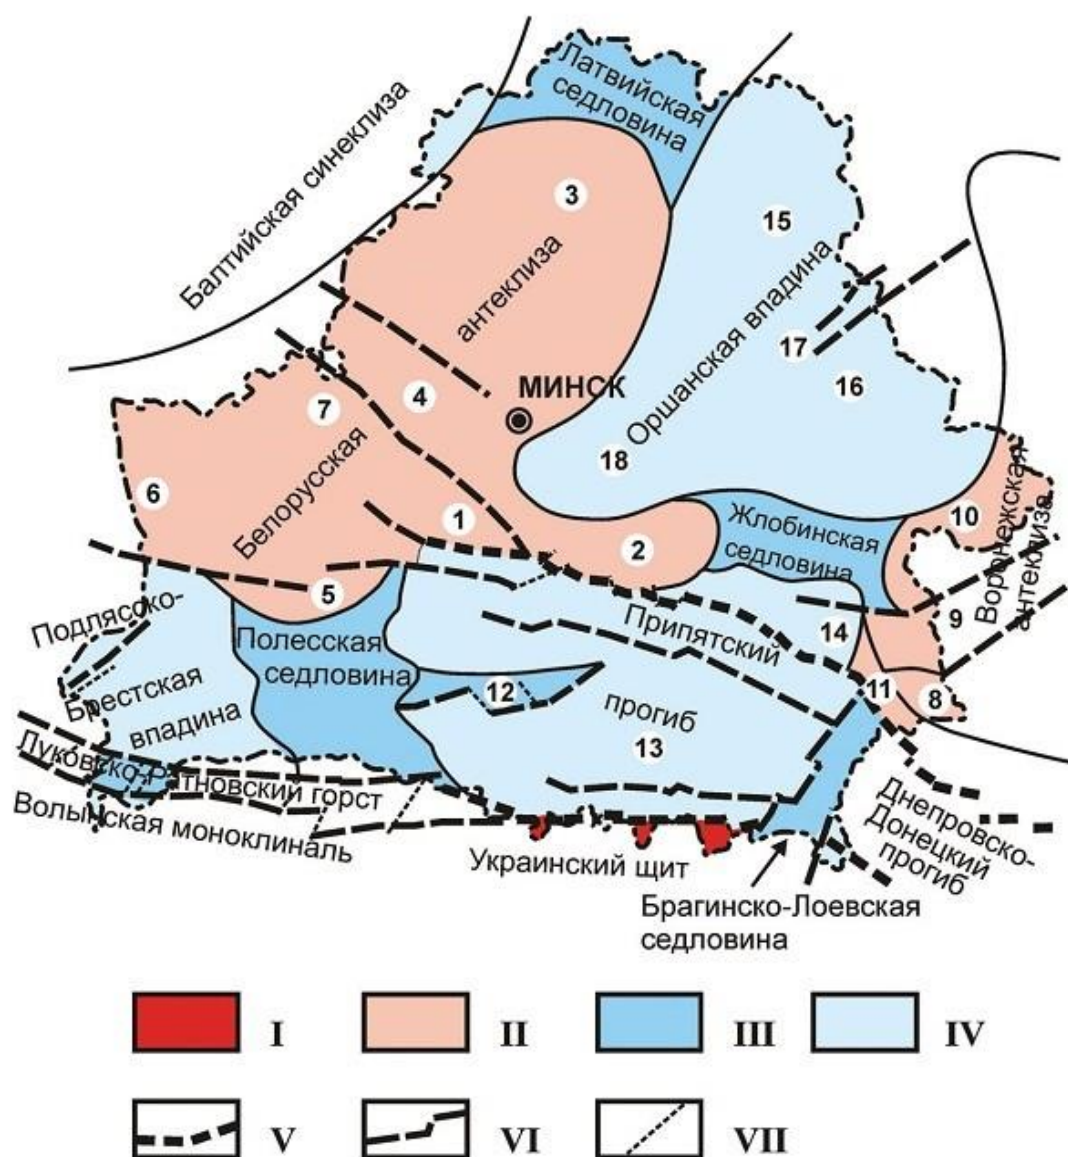 Латвийская
седловина
Балтийская синеклиза
3
15
антеклиза
Оршанская впадина
17
16
4
МИНСК
7
18
Белорусская
6
1
2
10
Воронежская
антеклиза
Жлобинская
седловина
9
5
Подлясско-
Брестская
впадина
Полесская
седловина
Припятский
прогиб
14
12
11
8
13
Луковско-Ратновский горст
Волынская моноклиналь
Украинский щит
Днепровско-
Донецкий
прогиб
Брагинско-Лоевская
седловина
I
II
III
IV
V
VI
VII